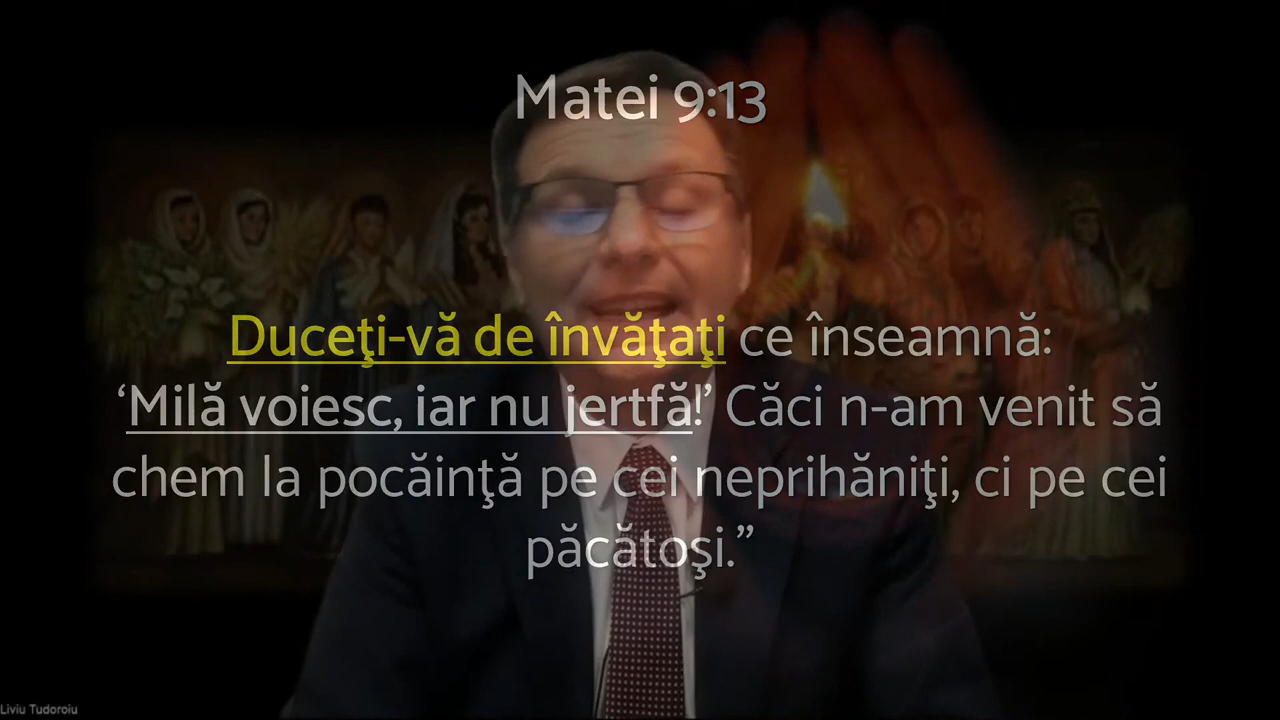 Matei 9:13
Duceţi-vă de învăţaţi ce înseamnă:
‘Milă voiesc, iar nu jertfă!’ Căci n-am venit să
chem la pocăinţă pe cei neprihăniţi, ci pe cei
păcătoşi.”
Liviu Tudoroiu